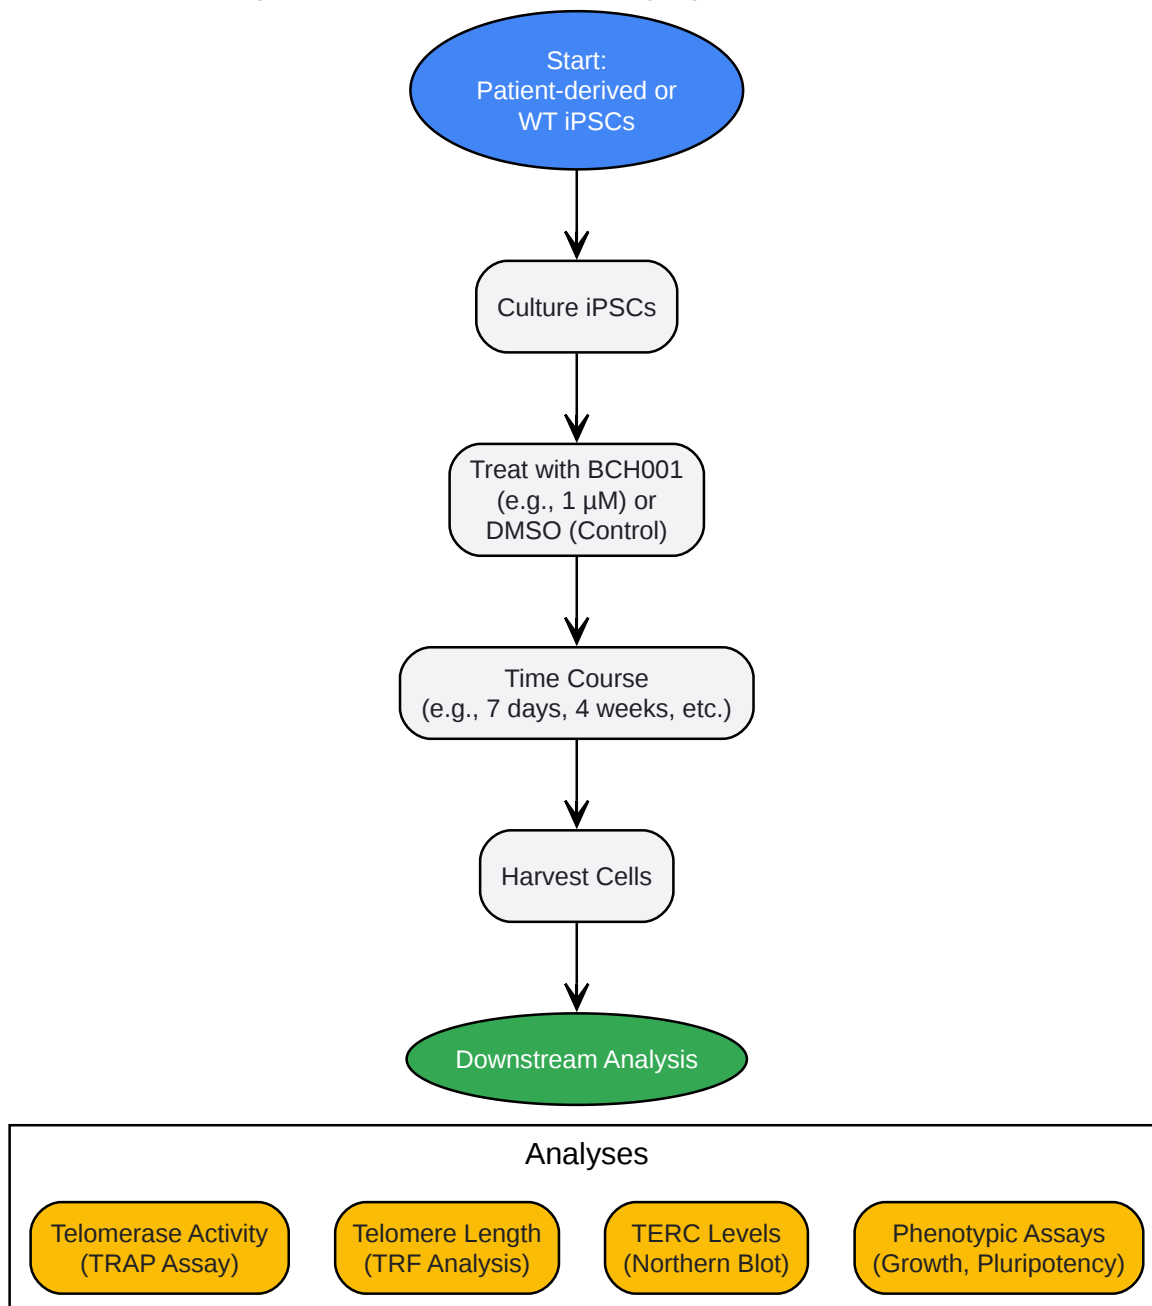 Start:
Patient-derived or
WT iPSCs
Culture iPSCs
Treat with BCH001
(e.g., 1 µM) or
DMSO (Control)
Time Course
(e.g., 7 days, 4 weeks, etc.)
Harvest Cells
Downstream Analysis
Analyses
Telomerase Activity
(TRAP Assay)
Telomere Length
(TRF Analysis)
TERC Levels
(Northern Blot)
Phenotypic Assays
(Growth, Pluripotency)